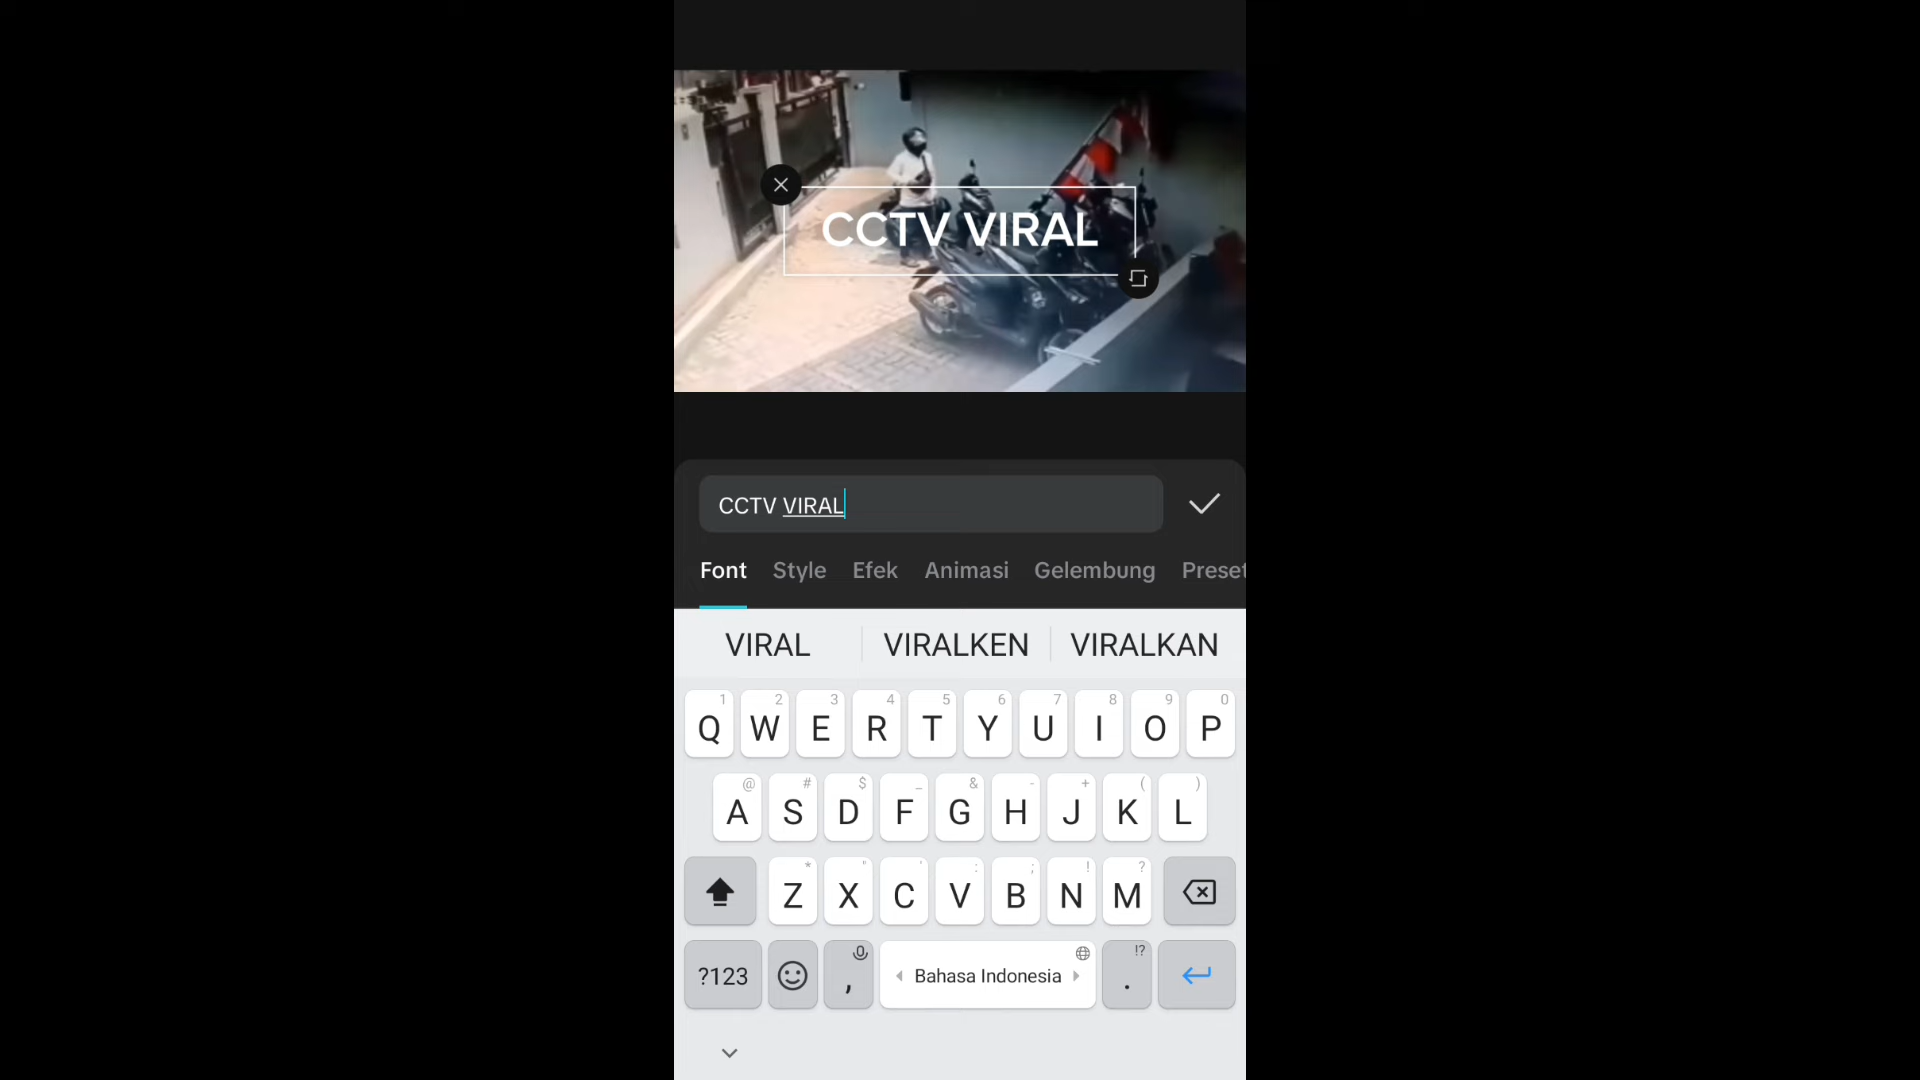 CCTV VIRAL
CCTV VIRAL
Font Style Efek Animasi Gelembung Preset
VIRAL VIRALKEN VIRALKAN
1 2 3 4 5 6 7 8 9 0
Q W E R T Y U I O P
@ # $ _ & - + ( )
A S D F G H J K L
* " ' : ; ! ?
Z X C V B N M
!?
?123 , Bahasa Indonesia .